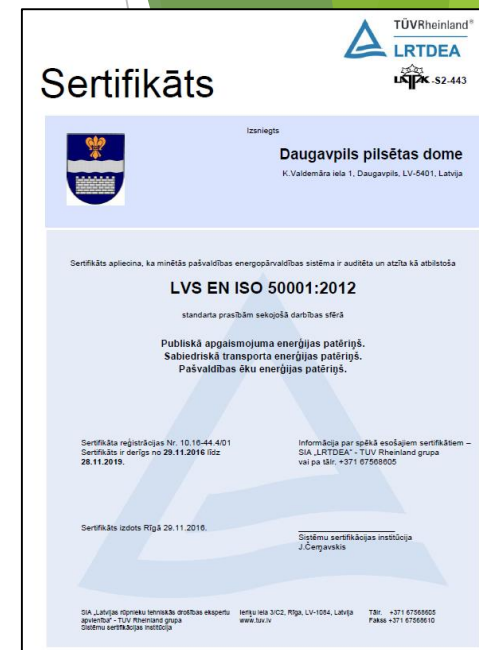 TÜVRheinland®
LRTDEA
-S2-443
Sertifikāts
Izsniegts
Daugavpils pilsētas dome
K.Valdemāra iela 1, Daugavpils, LV-5401, Latvija
Sertifikāts apliecina, ka minētās pašvaldības energopārvaldības sistēma ir auditēta un atzīta kā atbilstoša
LVS EN ISO 50001:2012
standarta prasībām sekojošā darbības sfērā
Publiskā apgaismojuma enerģijas patēriņš.
Sabiedriskā transporta enerģijas patēriņš.
Pašvaldības ēku enerģijas patēriņš.
Sertifikāta reģistrācijas Nr. 10.16-44.4/01
Sertifikāts ir derīgs no 29.11.2016 līdz
28.11.2019.
Informācija par spēkā esošajiem sertifikātiem –
SIA „LRTDEA" - TUV Rheinland grupa
vai pa tālr. +371 67568605
Sertifikāts izdots Rīgā 29.11.2016.
Sistēmu sertifikācijas institūcija
J.Čerņavskis
SIA „Latvijas rūpnieku tehniskās drošības ekspertu
apvienība" - TUV Rheinland grupa
Sistēmu sertifikācijas institūcija
Ieriķu iela 3/C2, Rīga, LV-1084, Latvija
www.tuv.lv
Tālr. +371 67568605
Fakss +371 67568610